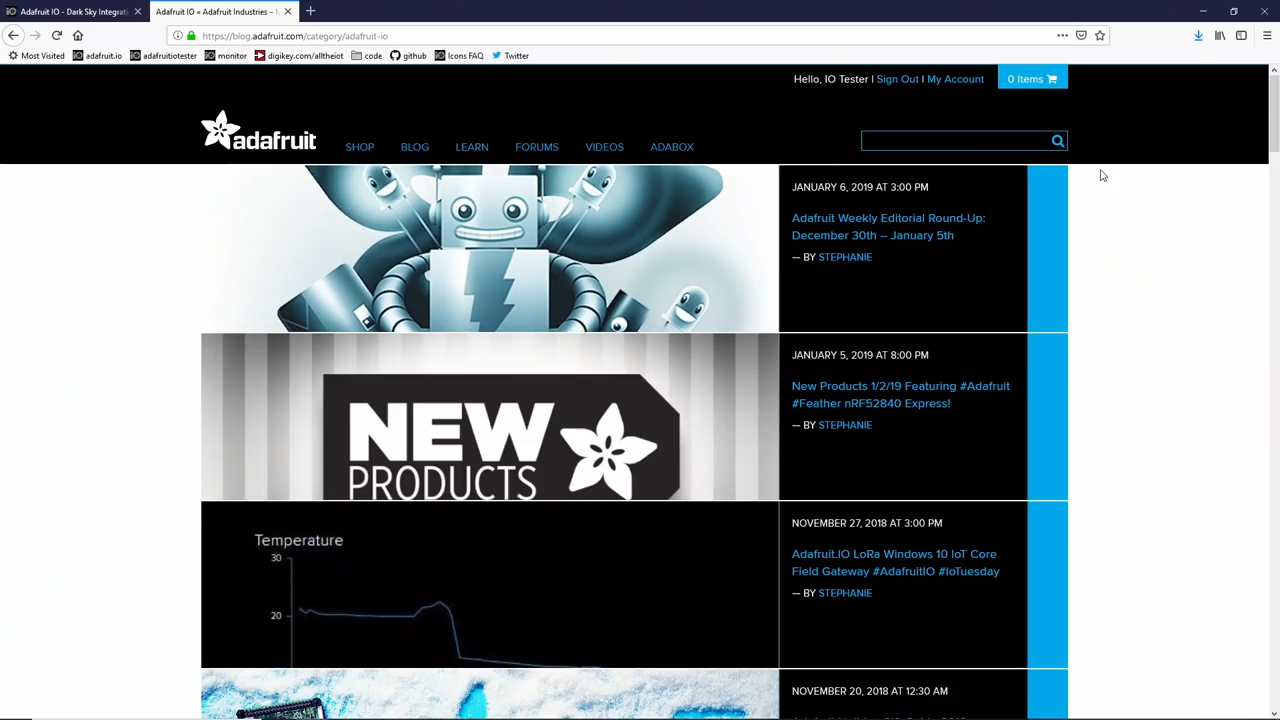 Adafruit IO - Dark Sky Integrati
Adafruit IO « Adafruit Industries –
https://blog.adafruit.com/category/adafruit-io
Most Visited adafruit.io adafruitiotester monitor digikey.com/alltheiot code github Icons FAQ Twitter
Hello, IO Tester | Sign Out | My Account 0 Items
adafruit SHOP BLOG LEARN FORUMS VIDEOS ADABOX
JANUARY 6, 2019 AT 3:00 PM
Adafruit Weekly Editorial Round-Up:
December 30th – January 5th
— BY STEPHANIE
NEW
PRODUCTS
JANUARY 5, 2019 AT 8:00 PM
New Products 1/2/19 Featuring #Adafruit
#Feather nRF52840 Express!
— BY STEPHANIE
Temperature
30
20
NOVEMBER 27, 2018 AT 3:00 PM
Adafruit.IO LoRa Windows 10 IoT Core
Field Gateway #AdafruitIO #IoTuesday
— BY STEPHANIE
NOVEMBER 20, 2018 AT 12:30 AM